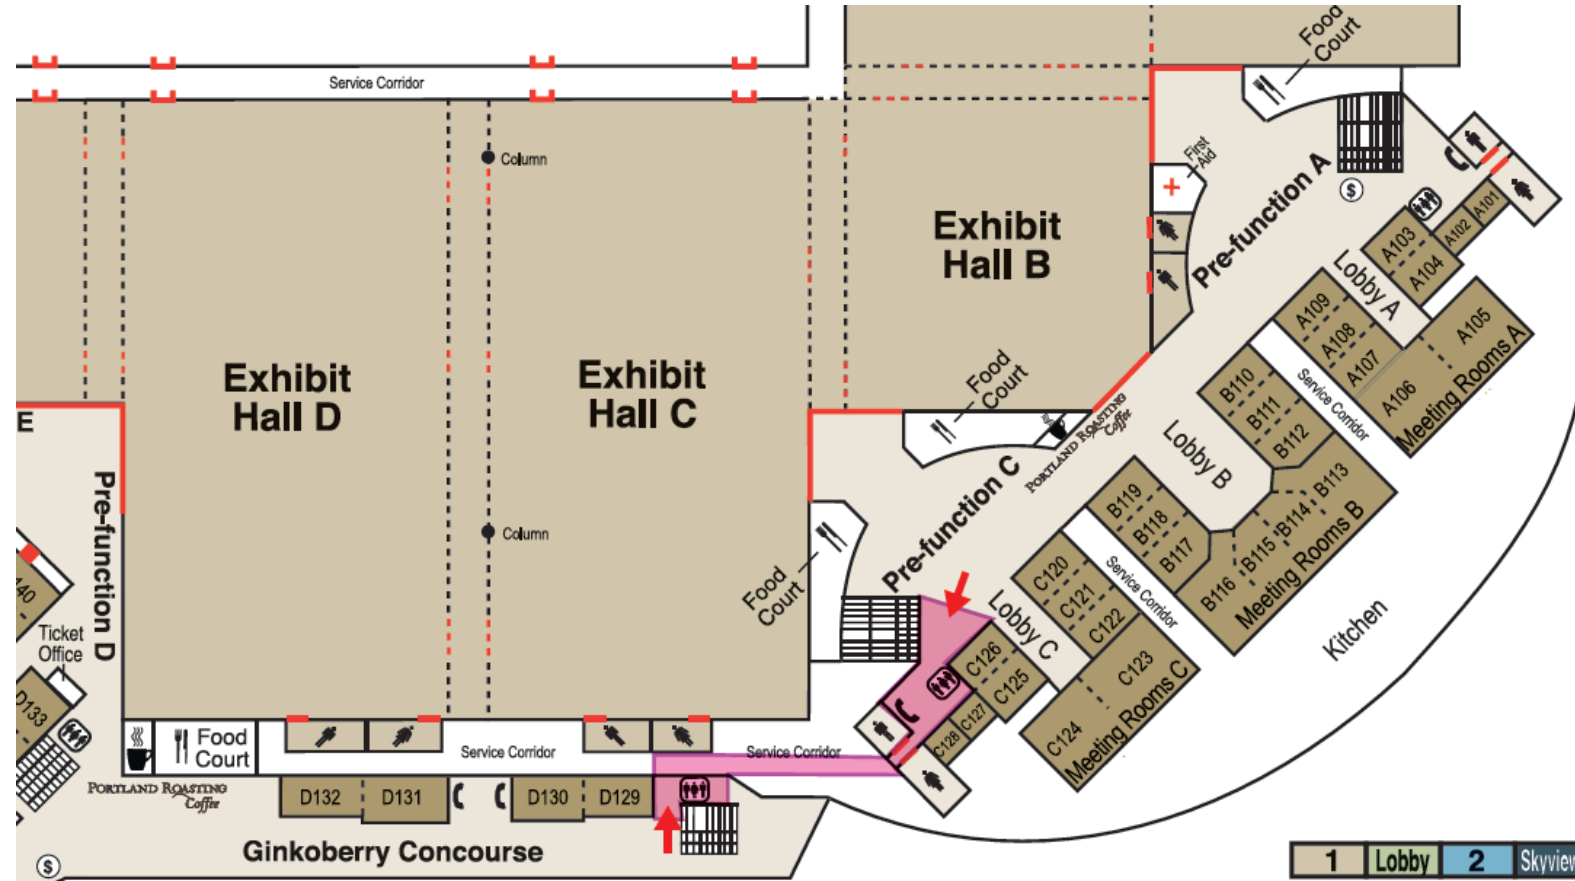 Food
Court
Service Corridor
Column
First
Aid
Pre-function A
$
A101
A102
A103
A104
Exhibit
Hall B
Lobby A
A109
A108
A107
A105
A106
Meeting Rooms A
Service Corridor
Exhibit
Hall D
Exhibit
Hall C
Food
Court
PORTLAND ROASTING
Coffee
B110
B111
B112
Lobby B
B113
B114
B115
B116
Meeting Rooms B
B119
B118
B117
E
Pre-function D
Column
Pre-function C
Food
Court
Service Corridor
C120
C121
C122
Lobby C
C123
C124
Meeting Rooms C
C126
C125
C127
C128
Kitchen
140
Ticket
Office
D133
Food
Court
Service Corridor
Service Corridor
PORTLAND ROASTING
Coffee
D132
D131
D130
D129
Ginkoberry Concourse
$
1
Lobby
2
Skyview